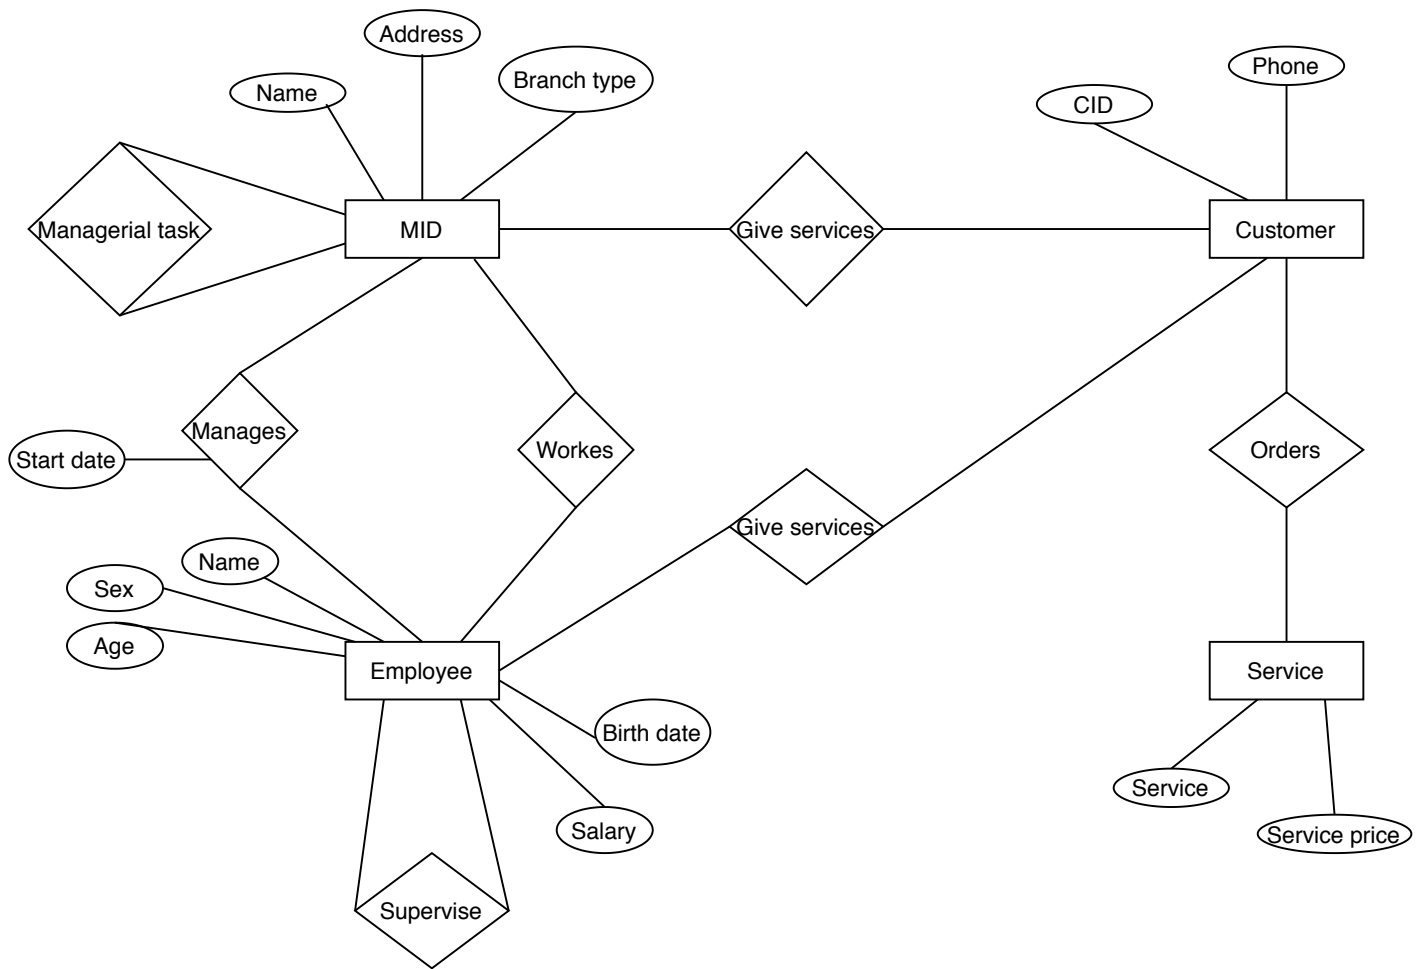 Address
Phone
Branch type
Name
CID
Managerial task
MID
Give services
Customer
Manages
Workes
Orders
Start date
Give services
Name
Sex
Age
Employee
Service
Birth date
Service
Salary
Service price
Supervise